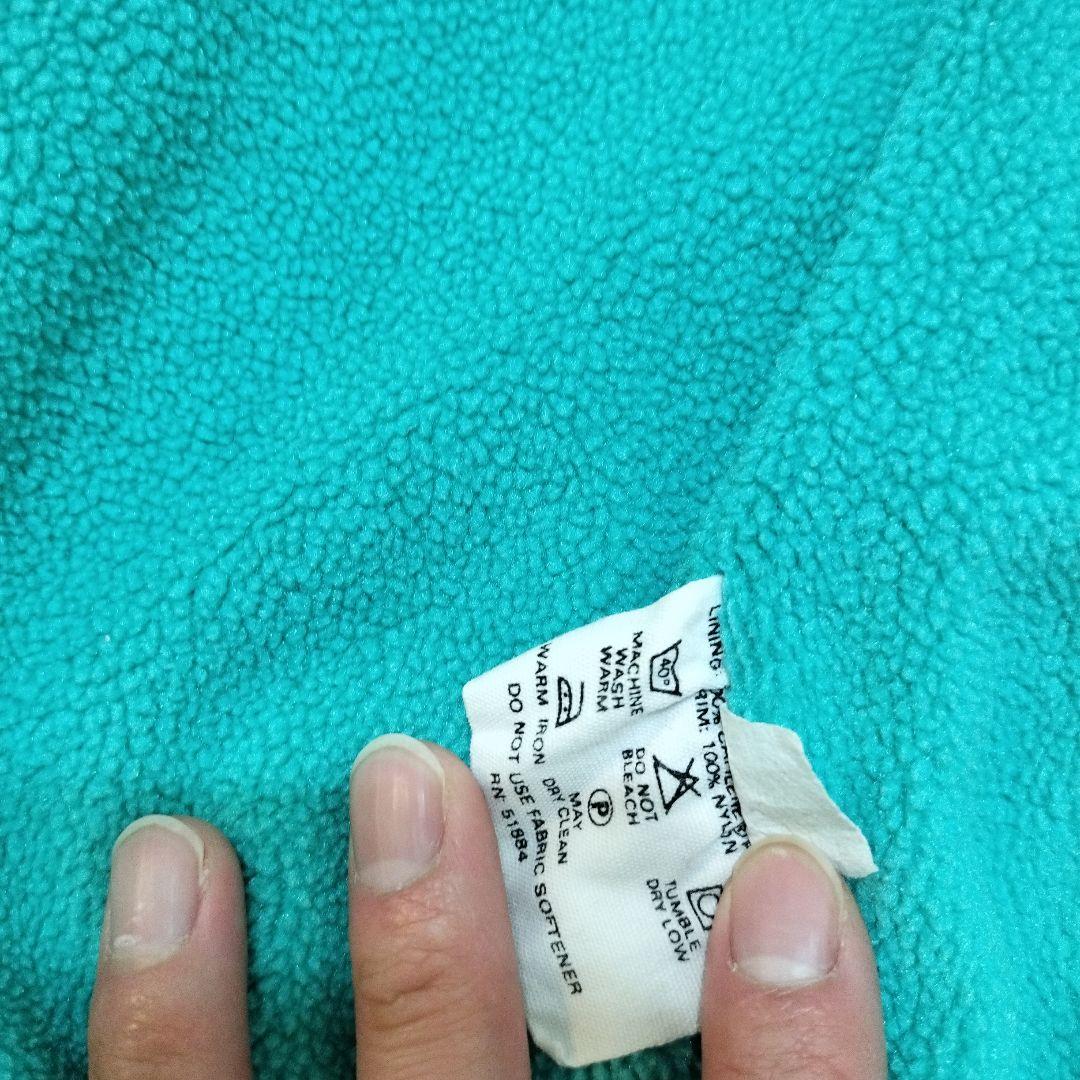 LINING:
TRIM: 100% NYLON
40°
MACHINE
WASH
WARM
DO NOT
BLEACH
TUMBLE
DRY LOW
WARM IRON
P
MAY
DRY CLEAN
DO NOT USE FABRIC SOFTENER
RN 51884